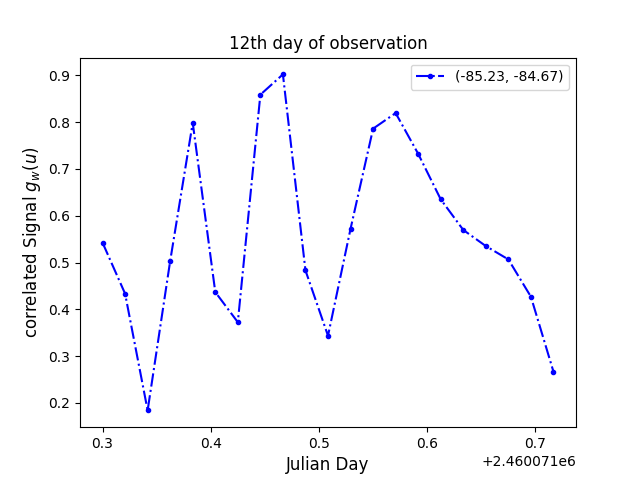 12th day of observation
(-85.23, -84.67)
correlated Signal g_w(u)
0.9
0.8
0.7
0.6
0.5
0.4
0.3
0.2
0.3 0.4 0.5 0.6 0.7
+2.460071e6
Julian Day